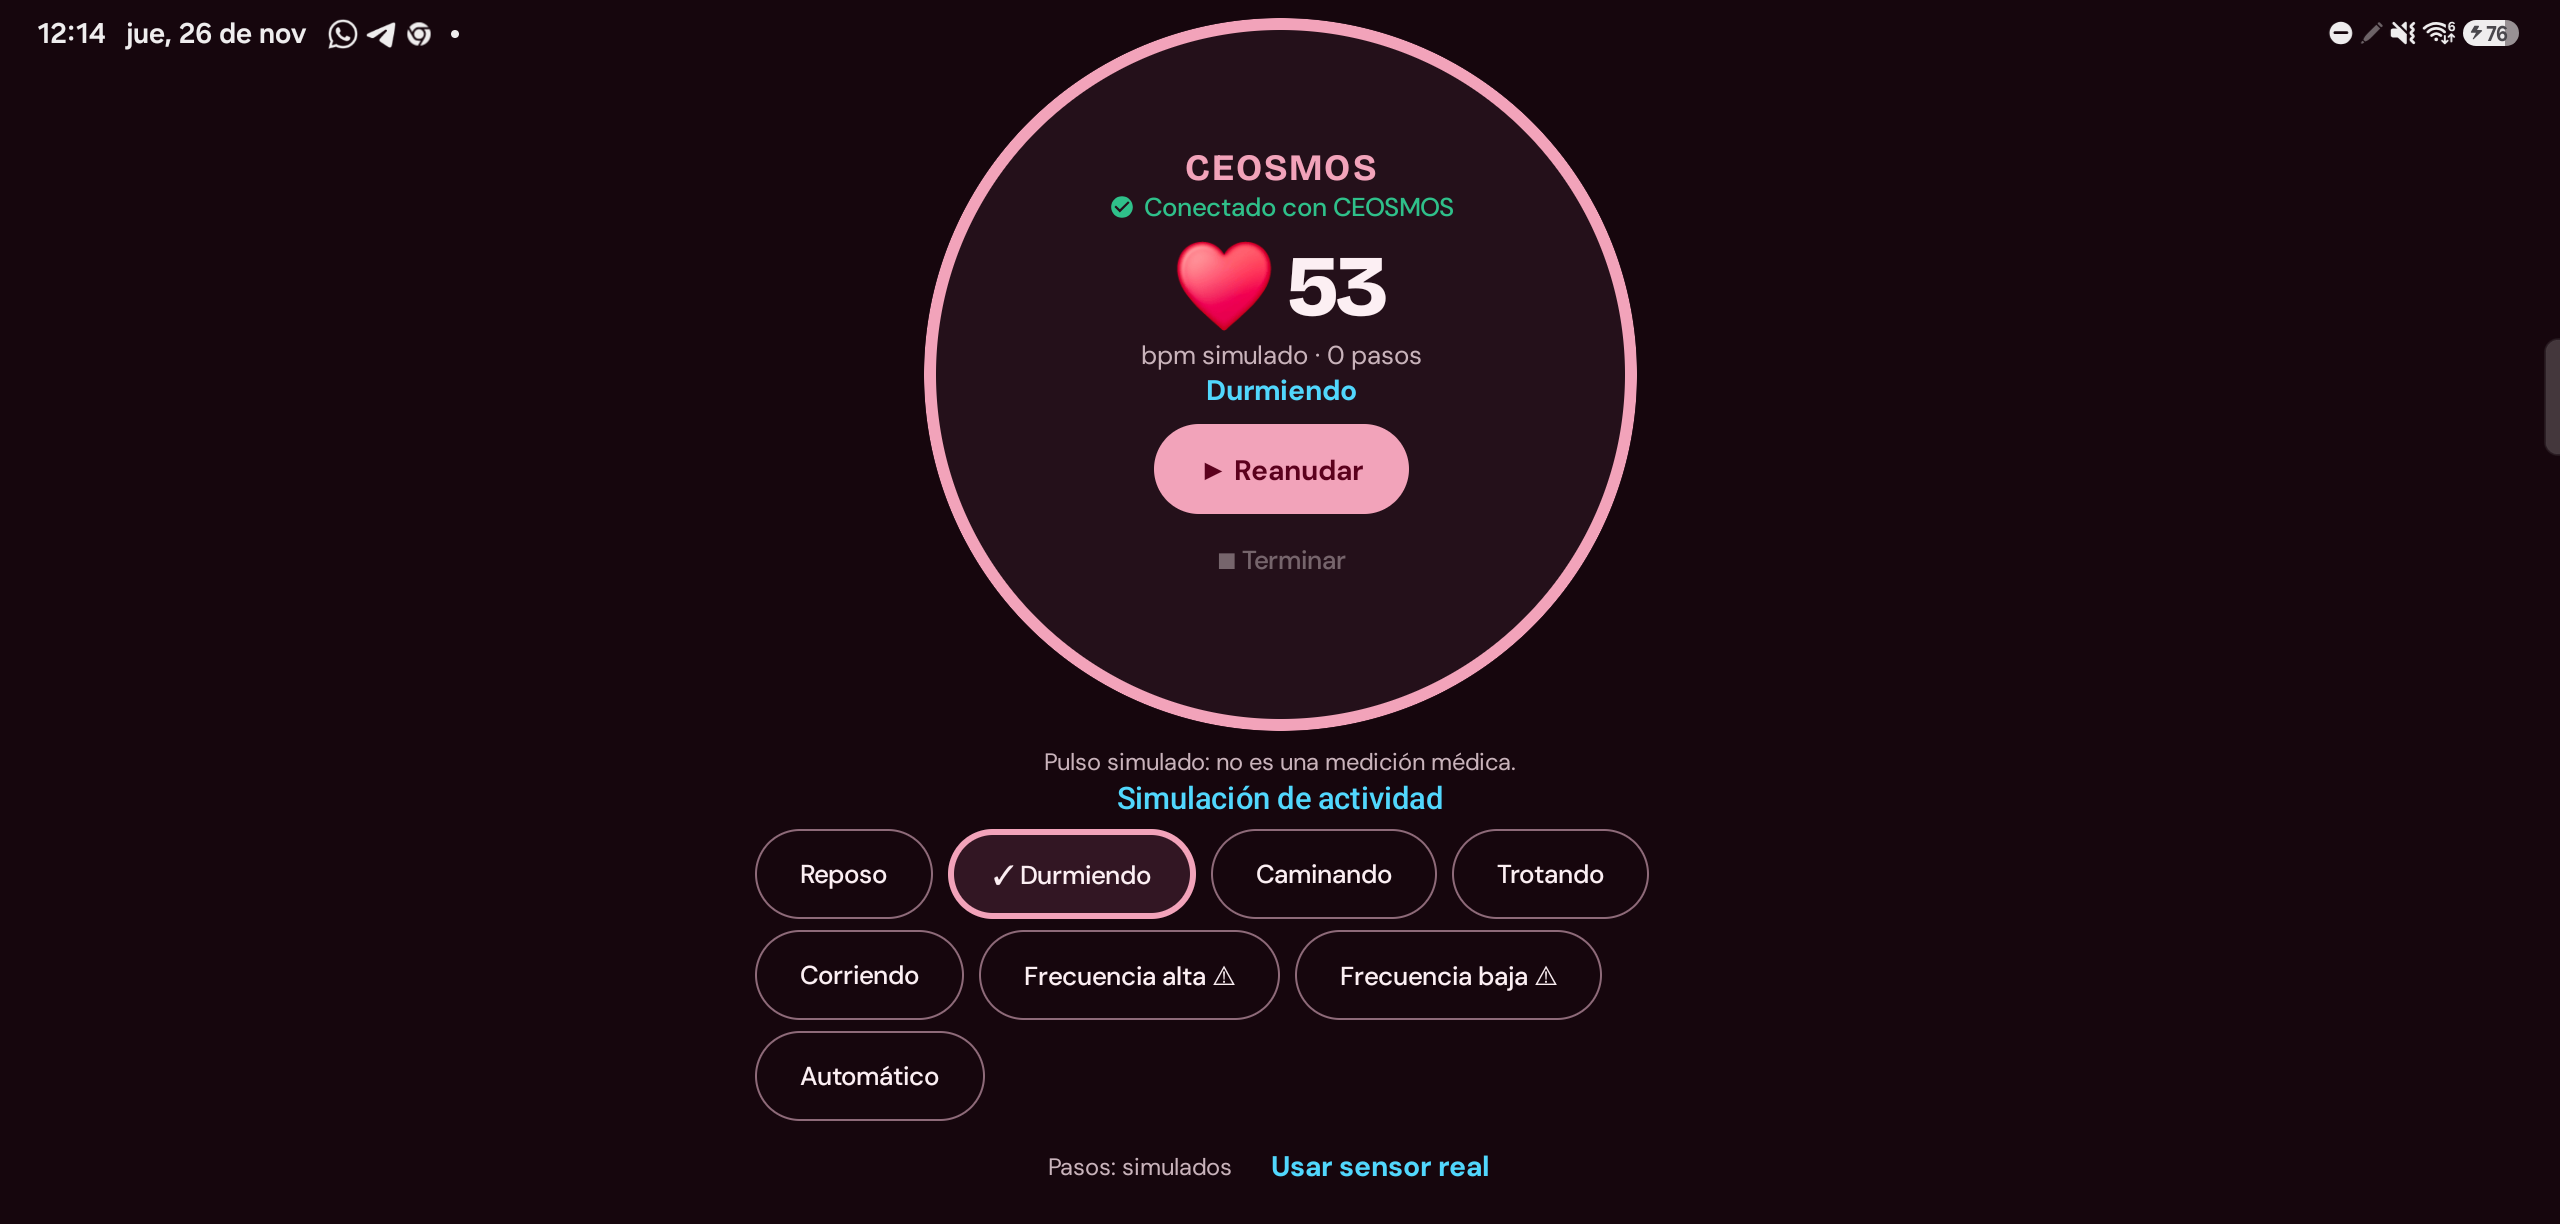 12:14 jue, 26 de nov
6 76
CEOSMOS
Conectado con CEOSMOS
53
bpm simulado · 0 pasos
Durmiendo
► Reanudar
■ Terminar
Pulso simulado: no es una medición médica.
Simulación de actividad
Reposo ✓ Durmiendo Caminando Trotando
Corriendo Frecuencia alta ⚠ Frecuencia baja ⚠
Automático
Pasos: simulados Usar sensor real